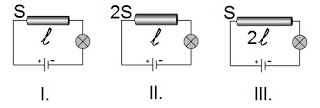 S 2S S
ℓ ℓ 2ℓ
+ − + − + −
I. II. III.